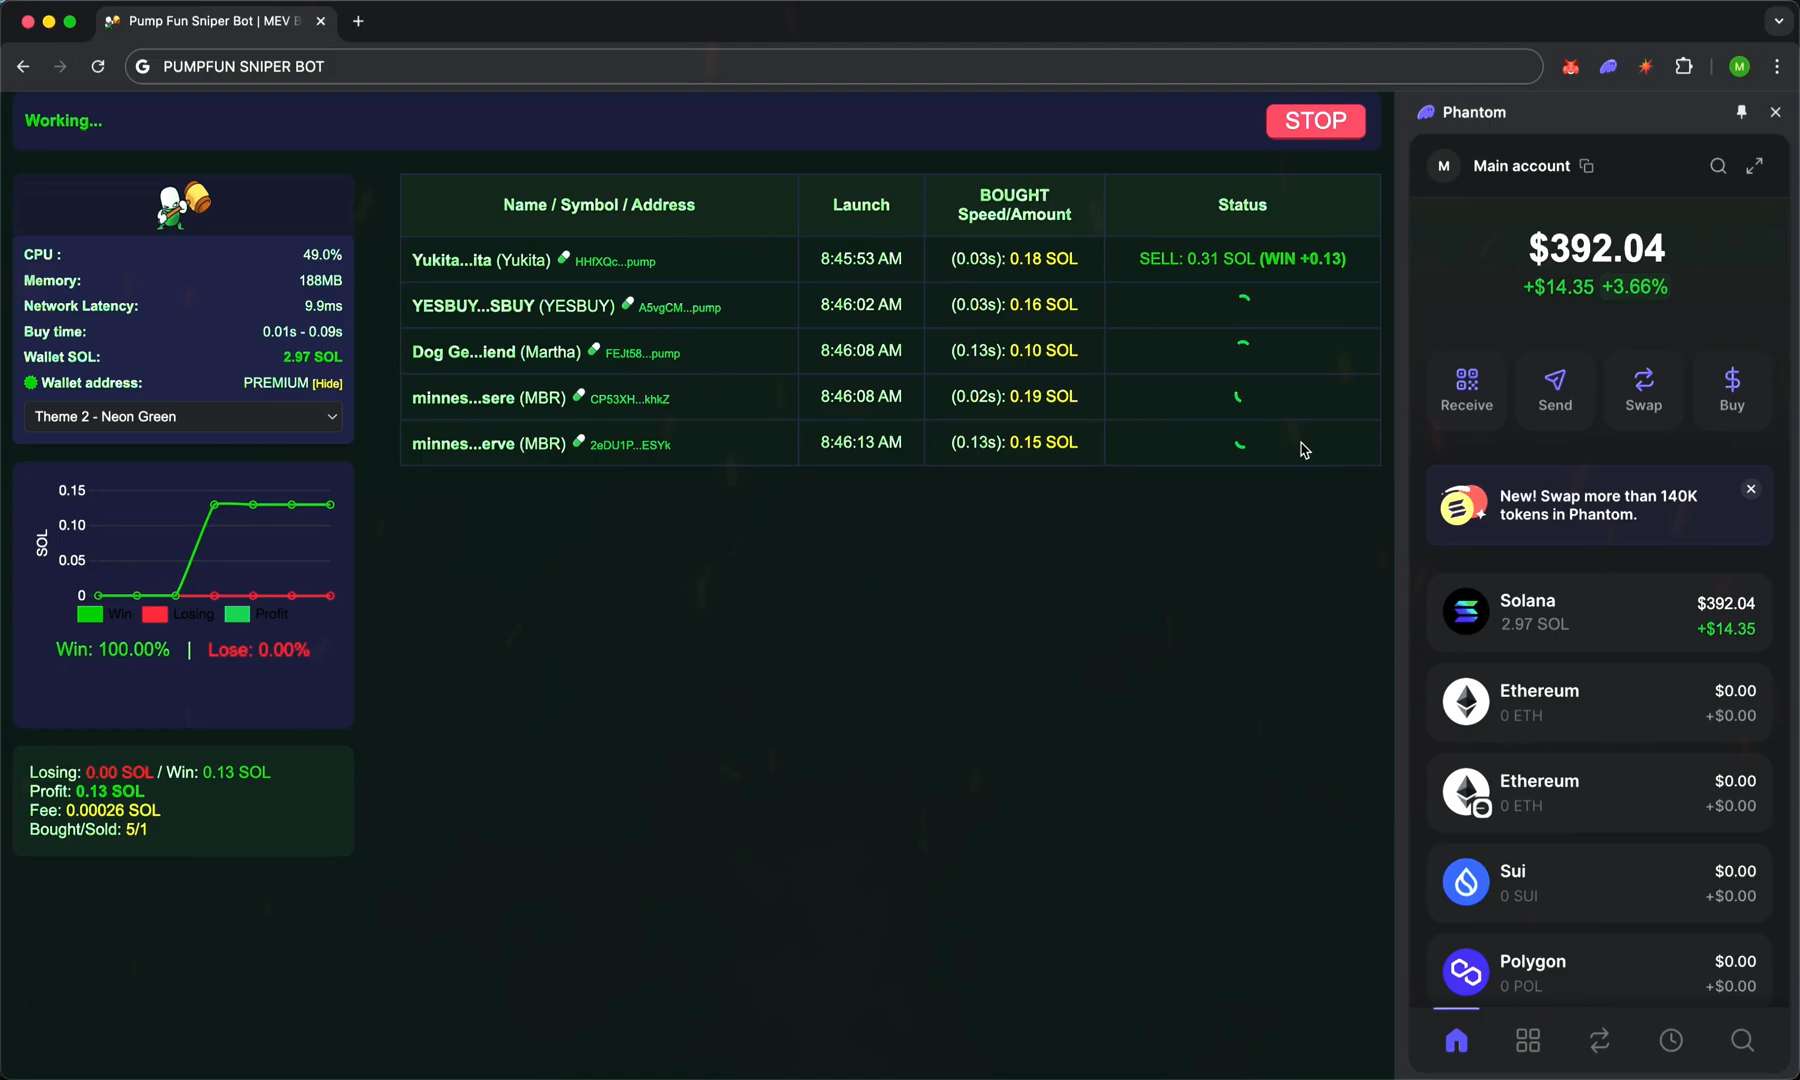 Pump Fun Sniper Bot | MEV B
PUMPFUN SNIPER BOT
M
Working...
STOP
CPU : 49.0%
Memory: 188MB
Network Latency: 9.9ms
Buy time: 0.01s - 0.09s
Wallet SOL: 2.97 SOL
Wallet address: PREMIUM [Hide]
Theme 2 - Neon Green
0.15
0.10
0.05
0
SOL
Win Losing Profit
Win: 100.00% | Lose: 0.00%
Losing: 0.00 SOL / Win: 0.13 SOL
Profit: 0.13 SOL
Fee: 0.00026 SOL
Bought/Sold: 5/1
Name / Symbol / Address Launch BOUGHT Speed/Amount Status
Yukita...ita (Yukita) HHfXQc...pump 8:45:53 AM (0.03s): 0.18 SOL SELL: 0.31 SOL (WIN +0.13)
YESBUY...SBUY (YESBUY) A5vgCM...pump 8:46:02 AM (0.03s): 0.16 SOL
Dog Ge...iend (Martha) FEJt58...pump 8:46:08 AM (0.13s): 0.10 SOL
minnes...sere (MBR) CP53XH...khkZ 8:46:08 AM (0.02s): 0.19 SOL
minnes...erve (MBR) 2eDU1P...ESYk 8:46:13 AM (0.13s): 0.15 SOL
Phantom
M Main account
$392.04
+$14.35 +3.66%
Receive Send Swap Buy
New! Swap more than 140K
tokens in Phantom.
Solana $392.04
2.97 SOL +$14.35
Ethereum $0.00
0 ETH +$0.00
Ethereum $0.00
0 ETH +$0.00
Sui $0.00
0 SUI +$0.00
Polygon $0.00
0 POL +$0.00